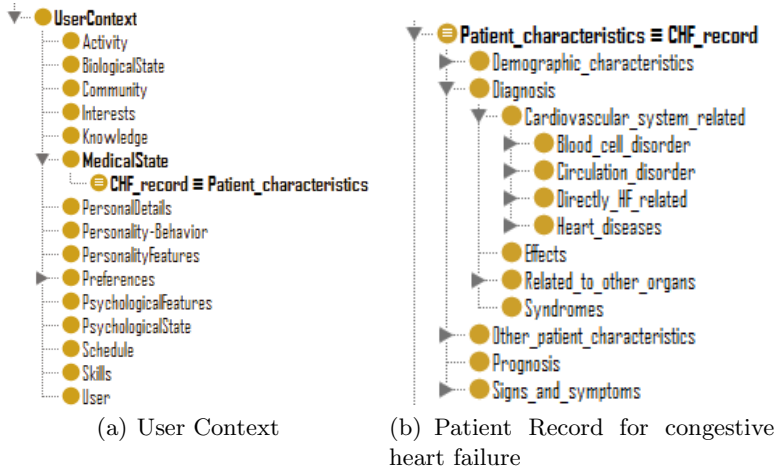 UserContext
Activity
BiologicalState
Community
Interests
Knowledge
MedicalState
CHF_record ≡ Patient_characteristics
PersonalDetails
Personality-Behavior
PersonalityFeatures
Preferences
PsychologicalFeatures
PsychologicalState
Schedule
Skills
User
(a) User Context
Patient_characteristics ≡ CHF_record
Demographic_characteristics
Diagnosis
Cardiovascular_system_related
Blood_cell_disorder
Circulation_disorder
Directly_HF_related
Heart_diseases
Effects
Related_to_other_organs
Syndromes
Other_patient_characteristics
Prognosis
Signs_and_symptoms
(b) Patient Record for congestive
heart failure